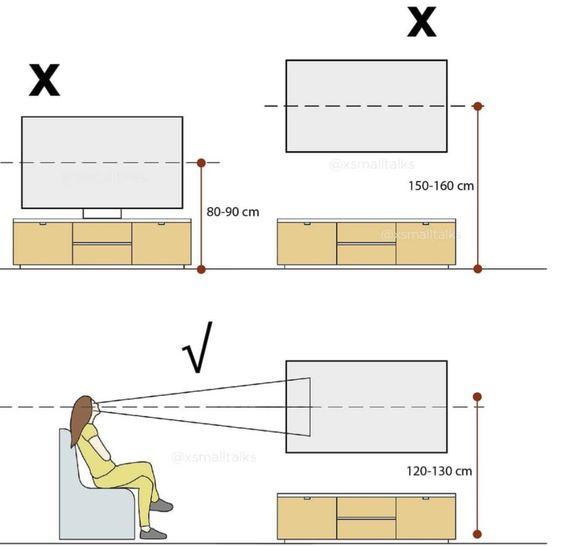 X
X
@xsmalltalks
150-160 cm
80-90 cm
@xsmalltalks
√
@xsmalltalks
120-130 cm